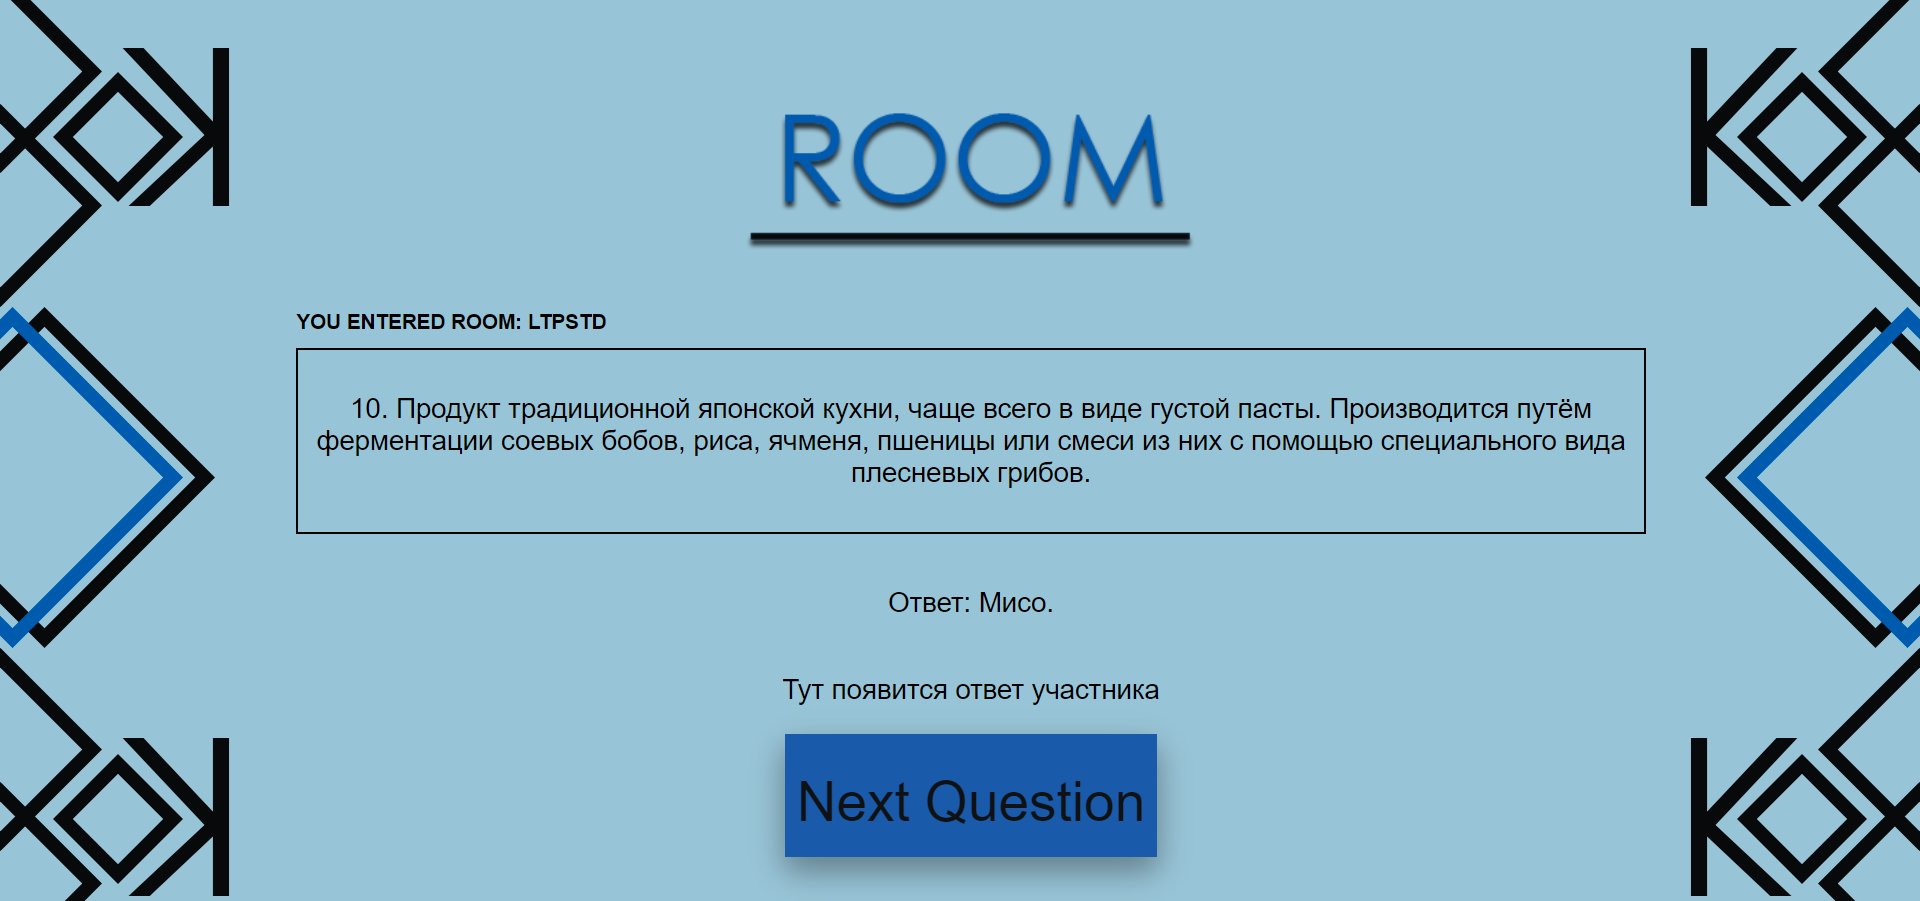 ROOM
YOU ENTERED ROOM: LTPSTD
10. Продукт традиционной японской кухни, чаще всего в виде густой пасты. Производится путём
ферментации соевых бобов, риса, ячменя, пшеницы или смеси из них с помощью специального вида
плесневых грибов.
Ответ: Мисо.
Тут появится ответ участника
Next Question